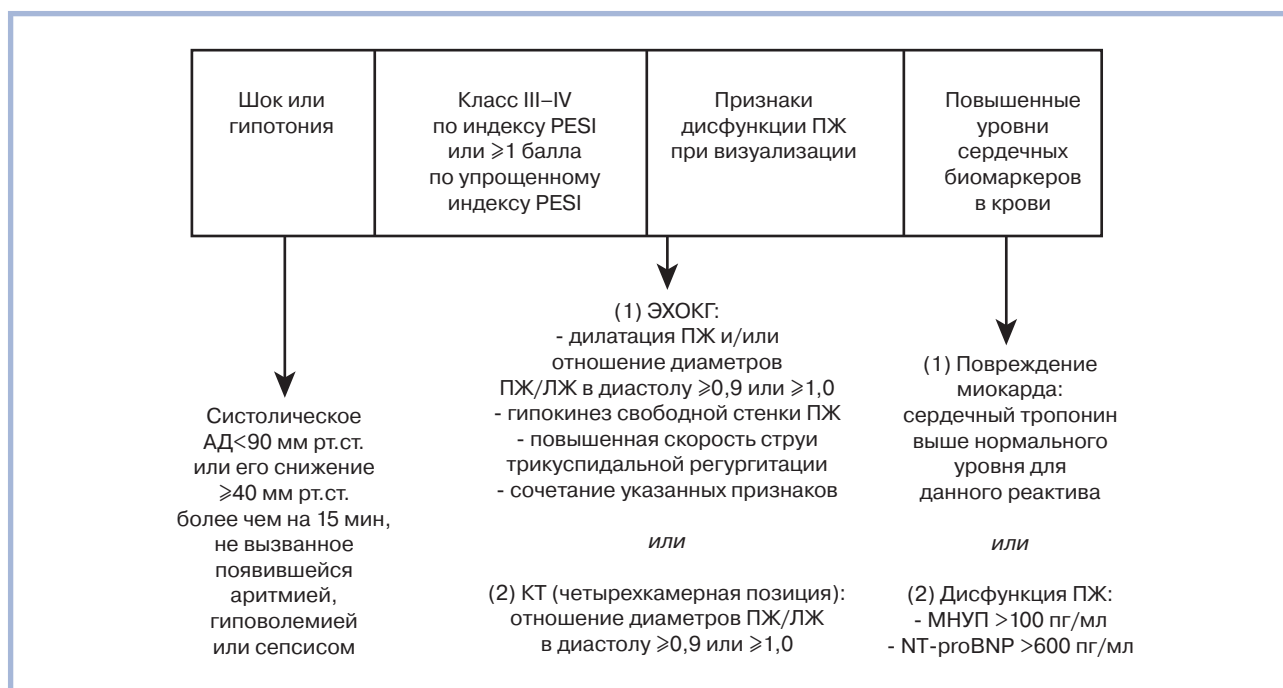 Шок или
гипотония
Класс III–IV
по индексу PESI
или ⩾1 балла
по упрощенному
индексу PESI
Признаки
дисфункции ПЖ
при визуализации
Повышенные
уровни
сердечных
биомаркеров
в крови
Систолическое
АД<90 мм рт.ст.
или его снижение
⩾40 мм рт.ст.
более чем на 15 мин,
не вызванное
появившейся
аритмией,
гиповолемией
или сепсисом
(1) ЭХОКГ:
- дилатация ПЖ и/или
отношение диаметров
ПЖ/ЛЖ в диастолу ⩾0,9 или ⩾1,0
- гипокинез свободной стенки ПЖ
- повышенная скорость струи
трикуспидальной регургитации
- сочетание указанных признаков
или
(2) КТ (четырехкамерная позиция):
отношение диаметров ПЖ/ЛЖ
в диастолу ⩾0,9 или ⩾1,0
(1) Повреждение
миокарда:
сердечный тропонин
выше нормального
уровня для
данного реактива
или
(2) Дисфункция ПЖ:
- МНУП >100 пг/мл
- NT-proBNP >600 пг/мл